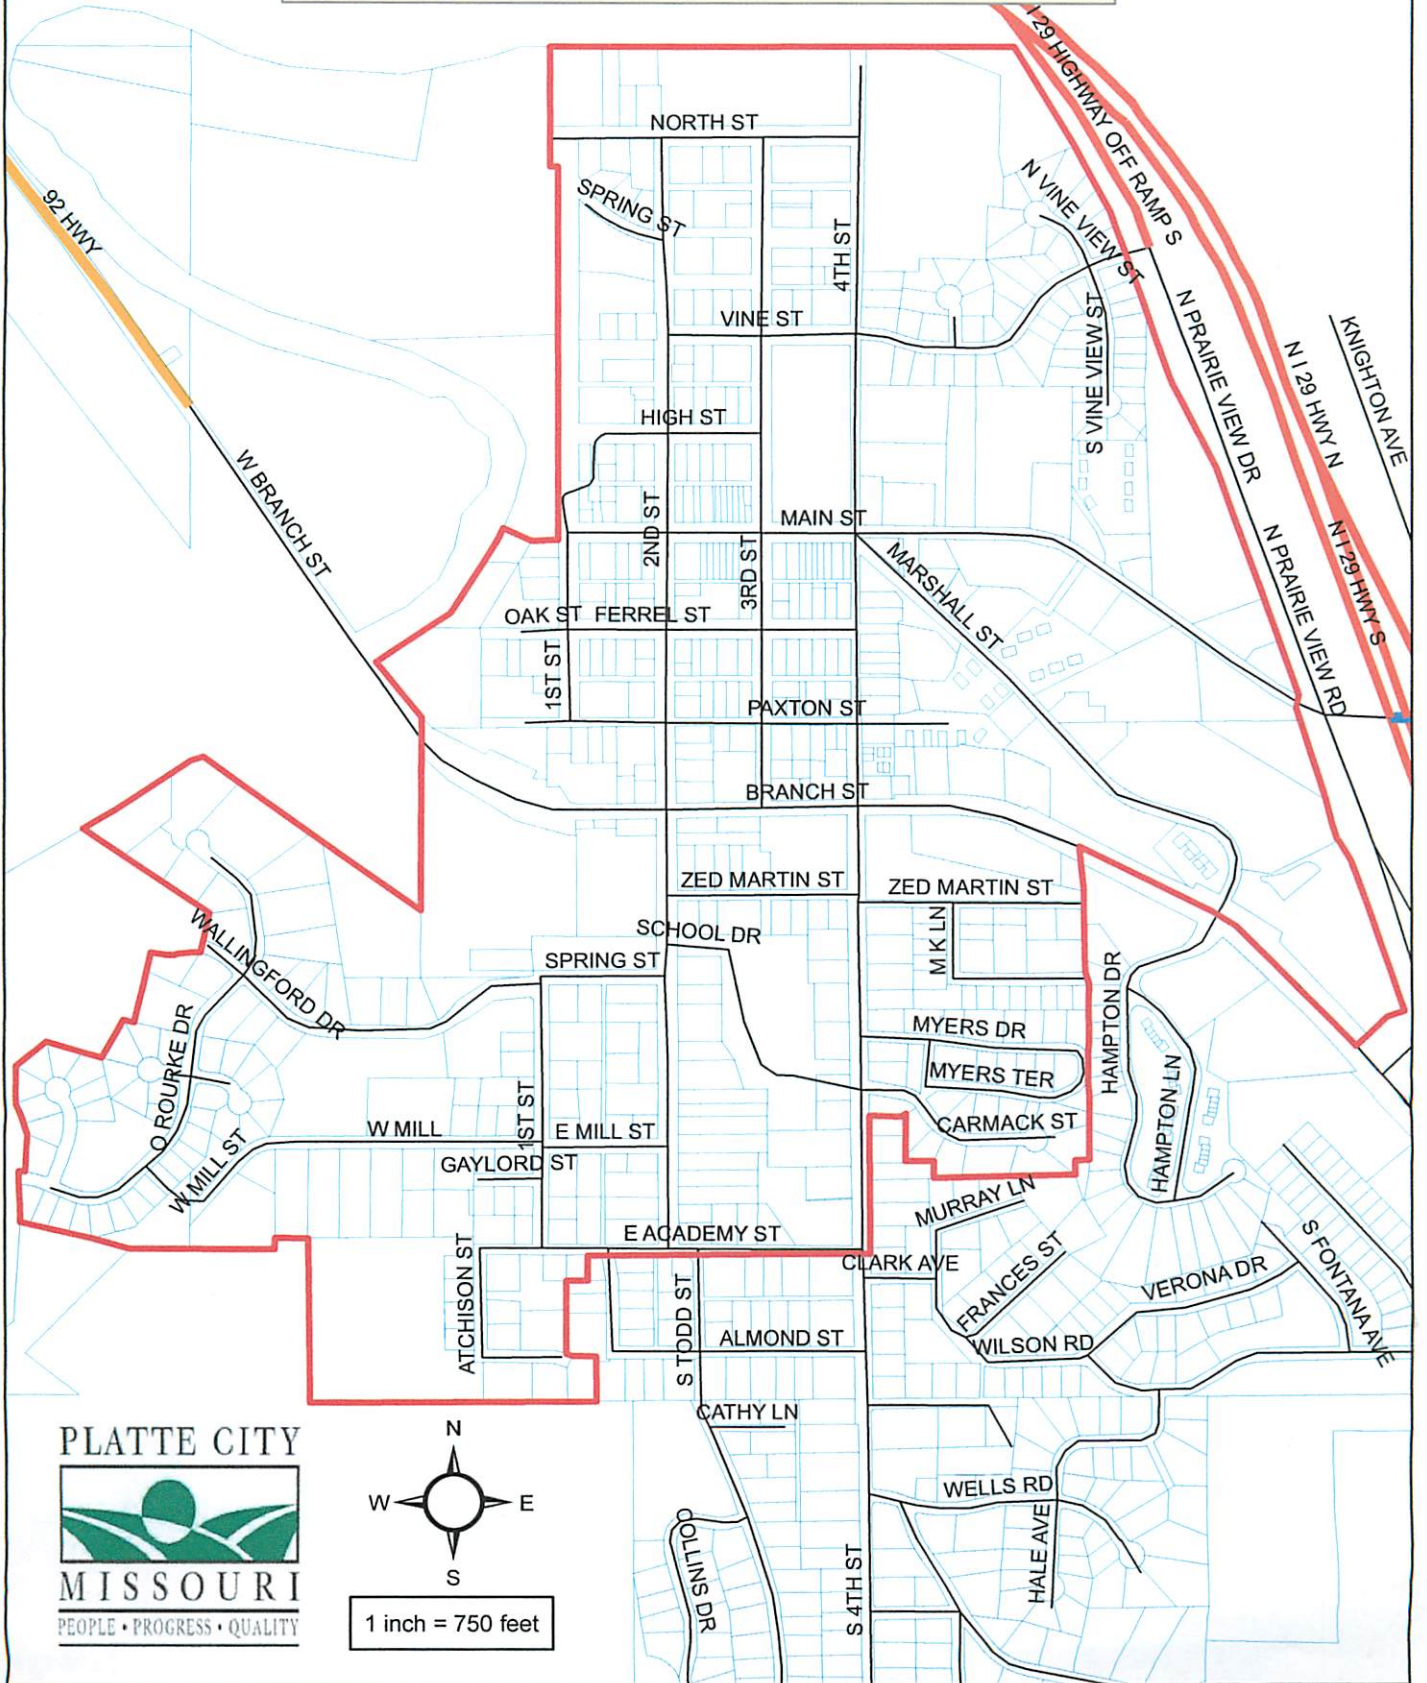 I 29 HIGHWAY OFF RAMP S
NORTH ST
SPRING ST
N VINE VIEW ST
92 HWY
4TH ST
VINE ST
S VINE VIEW ST
N PRAIRIE VIEW DR
N I 29 HWY N
KNIGHTON AVE
HIGH ST
W BRANCH ST
2ND ST
MAIN ST
3RD ST
MARSHALL ST
N PRAIRIE VIEW RD
N I 29 HWY S
OAK ST
FERREL ST
1ST ST
PAXTON ST
BRANCH ST
ZED MARTIN ST
ZED MARTIN ST
SCHOOL DR
M K LN
WALLINGFORD DR
SPRING ST
HAMPTON DR
O ROURKE DR
MYERS DR
MYERS TER
HAMPTON LN
1ST ST
W MILL
E MILL ST
CARMACK ST
W MILL ST
GAYLORD ST
MURRAY LN
E ACADEMY ST
ATCHISON ST
CLARK AVE
FRANCES ST
VERONA DR
S FONTANA AVE
S TODD ST
ALMOND ST
WILSON RD
CATHY LN
WELLS RD
HALE AVE
COLLINS DR
S 4TH ST
PLATTE CITY
MISSOURI
PEOPLE • PROGRESS • QUALITY
N
W
E
S
1 inch = 750 feet